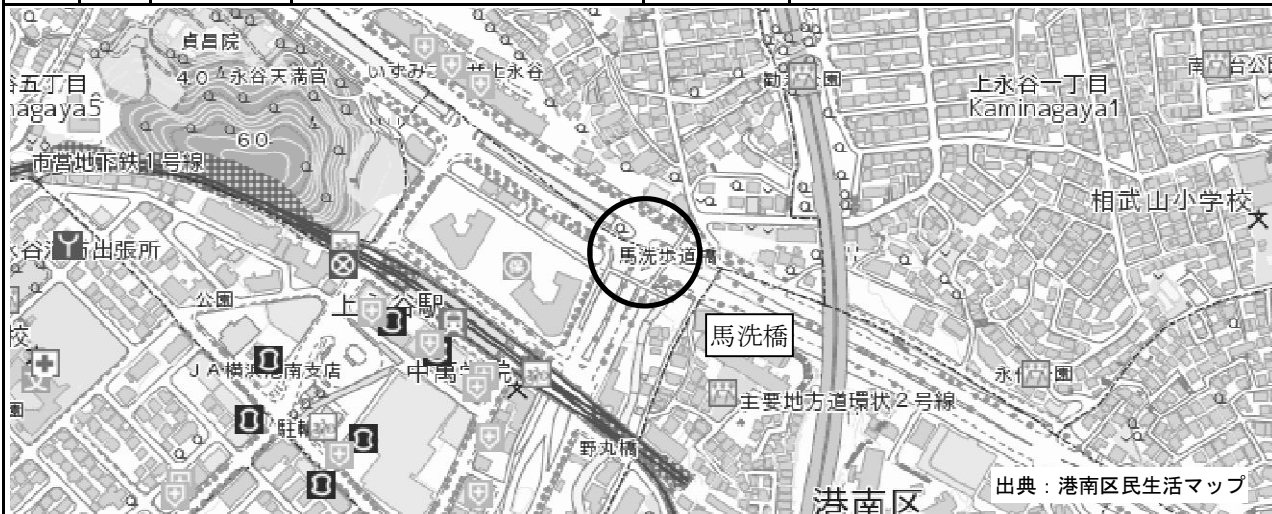 貞昌院
40
永谷天満宮
上永谷
谷五丁目
nagaya5
上永谷一丁目
Kaminagaya1
60
市営地下鉄1号線
相武山小学校
出張所
馬洗歩道橋
公園
馬洗橋
JA横浜港南支店
主要地方道環状2号線
野丸橋
港南区
出典:港南区民生活マップ